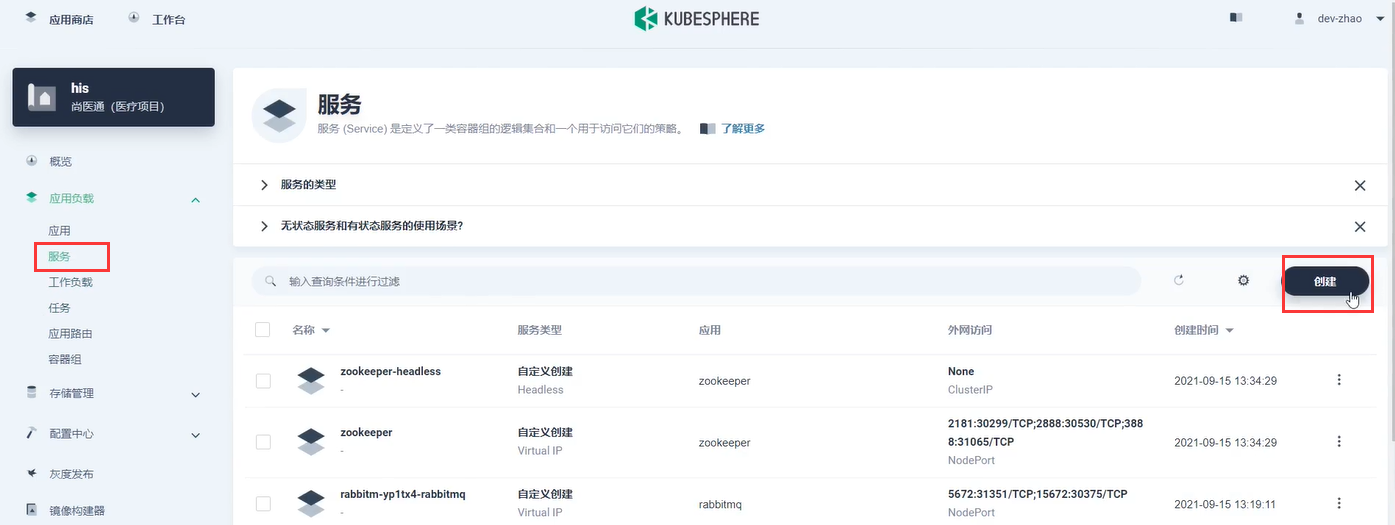 应用商店
工作台
KUBESPHERE
dev-zhao
his
尚医通（医疗项目）
概览
应用负载
应用
服务
工作负载
任务
应用路由
容器组
存储管理
配置中心
灰度发布
镜像构建器
服务
服务 (Service) 是定义了一类容器组的逻辑集合和一个用于访问它们的策略。
了解更多
服务的类型
无状态服务和有状态服务的使用场景?
输入查询条件进行过滤
创建
名称 服务类型 应用 外网访问 创建时间
zookeeper-headless
-
自定义创建
Headless
zookeeper
None
ClusterIP
2021-09-15 13:34:29
zookeeper
-
自定义创建
Virtual IP
zookeeper
2181:30299/TCP;2888:30530/TCP;388
8:31065/TCP
NodePort
2021-09-15 13:34:29
rabbitm-yp1tx4-rabbitmq
-
自定义创建
Virtual IP
rabbitmq
5672:31351/TCP;15672:30375/TCP
NodePort
2021-09-15 13:19:11